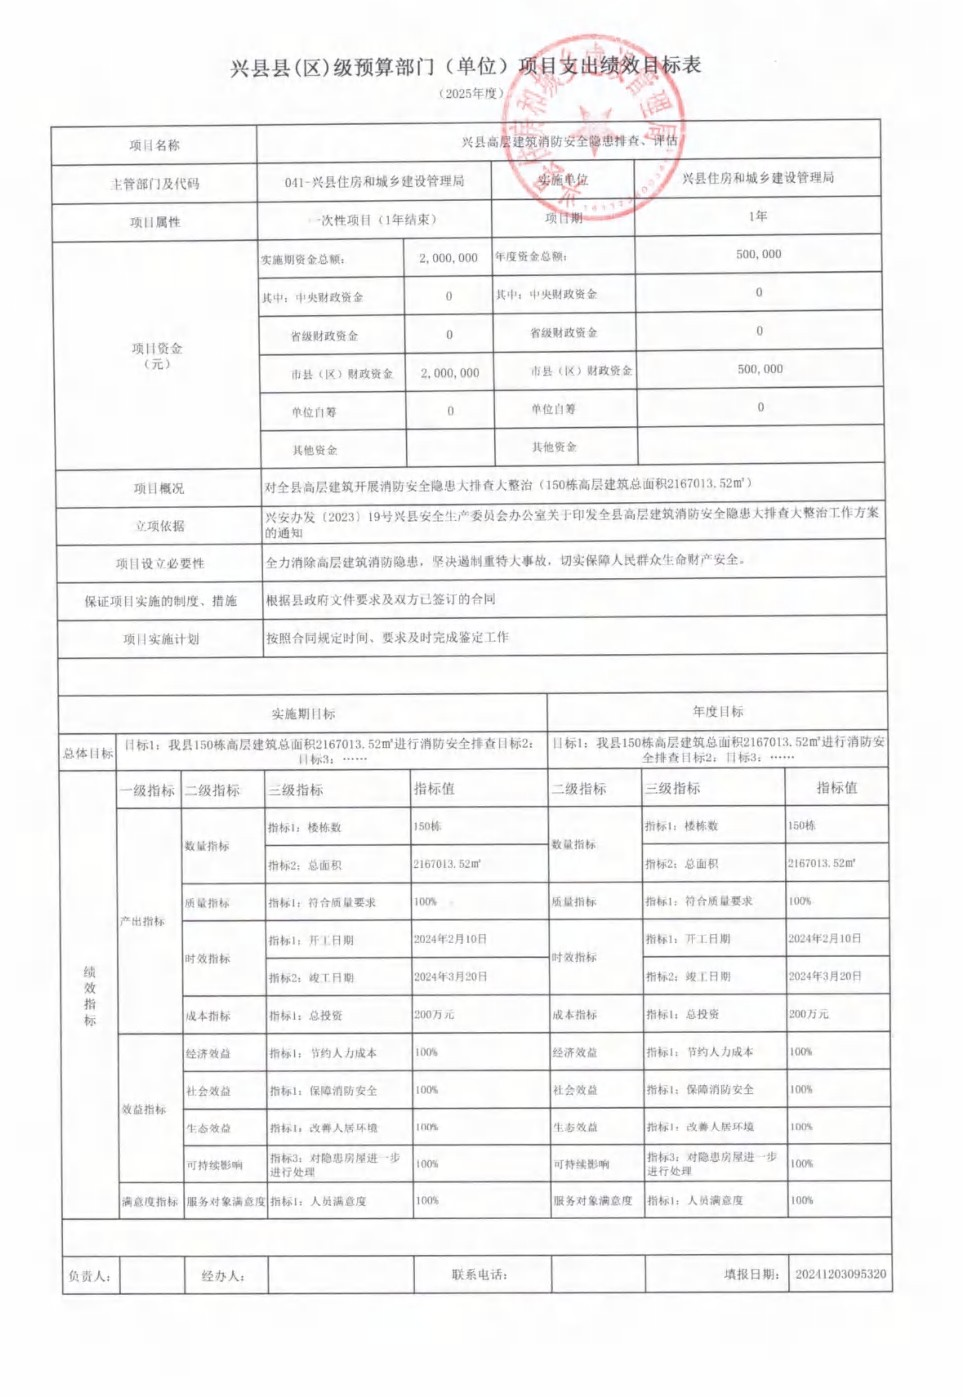 兴县县(区)级预算部门（单位）项目支出绩效目标表
（2025年度）
项目名称 兴县高层建筑消防安全隐患排查、评估
主管部门及代码 041-兴县住房和城乡建设管理局 实施单位 兴县住房和城乡建设管理局
项目属性 一次性项目（1年结束） 项目期 1年
项目资金
（元）
实施期资金总额： 2,000,000 年度资金总额： 500,000
其中：中央财政资金 0 其中：中央财政资金 0
省级财政资金 0 省级财政资金 0
市县（区）财政资金 2,000,000 市县（区）财政资金 500,000
单位自筹 0 单位自筹 0
其他资金 其他资金
项目概况 对全县高层建筑开展消防安全隐患大排查大整治（150栋高层建筑总面积2167013.52㎡）
立项依据 兴安办发〔2023〕19号兴县安全生产委员会办公室关于印发全县高层建筑消防安全隐患大排查大整治工作方案
的通知
项目设立必要性 全力消除高层建筑消防隐患，坚决遏制重特大事故，切实保障人民群众生命财产安全。
保证项目实施的制度、措施 根据县政府文件要求及双方已签订的合同
项目实施计划 按照合同规定时间、要求及时完成鉴定工作
实施期目标 年度目标
总体目标 目标1：我县150栋高层建筑总面积2167013.52㎡进行消防安全排查目标2：
目标3：……
目标1：我县150栋高层建筑总面积2167013.52㎡进行消防安
全排查目标2：目标3：……
绩效指标
一级指标 二级指标 三级指标 指标值 二级指标 三级指标 指标值
产出指标
数量指标 指标1：楼栋数 150栋 数量指标 指标1：楼栋数 150栋
指标2：总面积 2167013.52㎡ 指标2：总面积 2167013.52㎡
质量指标 指标1：符合质量要求 100% 质量指标 指标1：符合质量要求 100%
时效指标 指标1：开工日期 2024年2月10日 时效指标 指标1：开工日期 2024年2月10日
指标2：竣工日期 2024年3月20日 指标2：竣工日期 2024年3月20日
成本指标 指标1：总投资 200万元 成本指标 指标1：总投资 200万元
效益指标
经济效益 指标1：节约人力成本 100% 经济效益 指标1：节约人力成本 100%
社会效益 指标1：保障消防安全 100% 社会效益 指标1：保障消防安全 100%
生态效益 指标1：改善人居环境 100% 生态效益 指标1：改善人居环境 100%
可持续影响 指标3：对隐患房屋进一步
进行处理 100% 可持续影响 指标3：对隐患房屋进一步
进行处理 100%
满意度指标 服务对象满意度 指标1：人员满意度 100% 服务对象满意度 指标1：人员满意度 100%
负责人： 经办人： 联系电话： 填报日期： 20241203095320